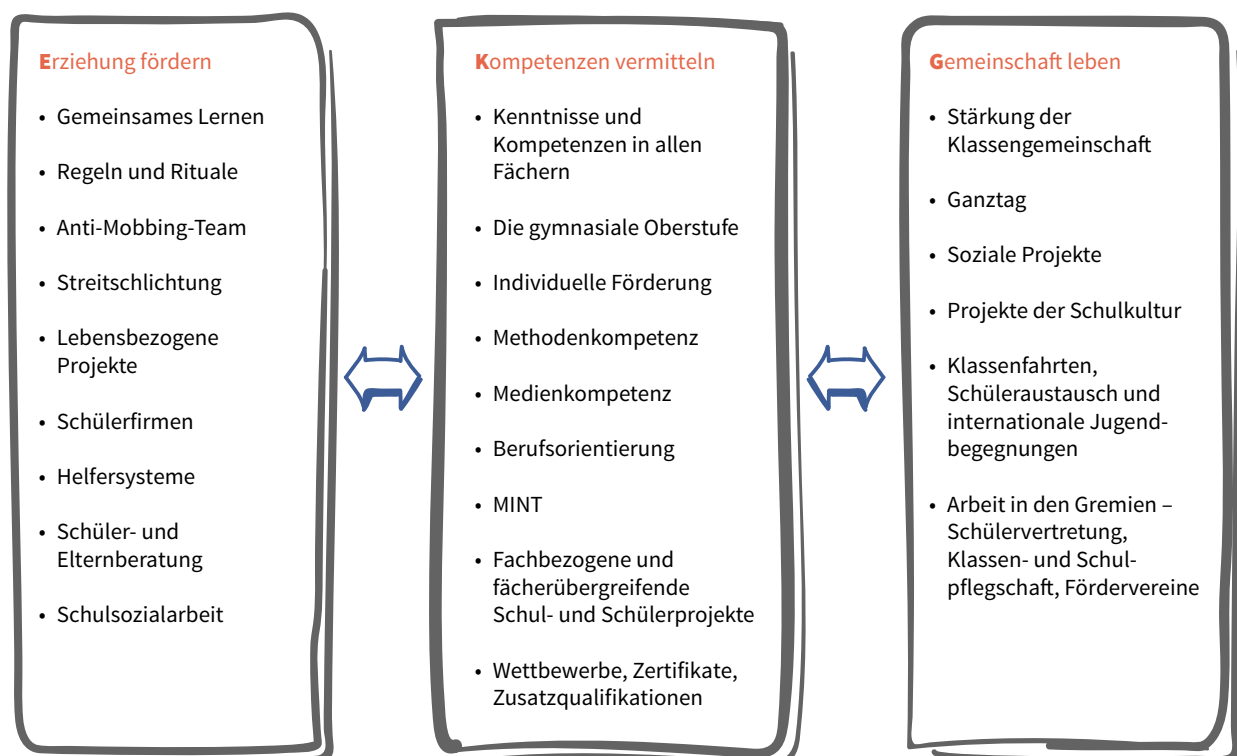 Erziehung fördern
• Gemeinsames Lernen
• Regeln und Rituale
• Anti-Mobbing-Team
• Streitschlichtung
• Lebensbezogene
Projekte
• Schülerfirmen
• Helfersysteme
• Schüler- und
Elternberatung
• Schulsozialarbeit
Kompetenzen vermitteln
• Kenntnisse und
Kompetenzen in allen
Fächern
• Die gymnasiale Oberstufe
• Individuelle Förderung
• Methodenkompetenz
• Medienkompetenz
• Berufsorientierung
• MINT
• Fachbezogene und
fächerübergreifende
Schul- und Schülerprojekte
• Wettbewerbe, Zertifikate,
Zusatzqualifikationen
Gemeinschaft leben
• Stärkung der
Klassengemeinschaft
• Ganztag
• Soziale Projekte
• Projekte der Schulkultur
• Klassenfahrten,
Schüleraustausch und
internationale Jugend-
begegnungen
• Arbeit in den Gremien –
Schülervertretung,
Klassen- und Schul-
pflegschaft, Fördervereine